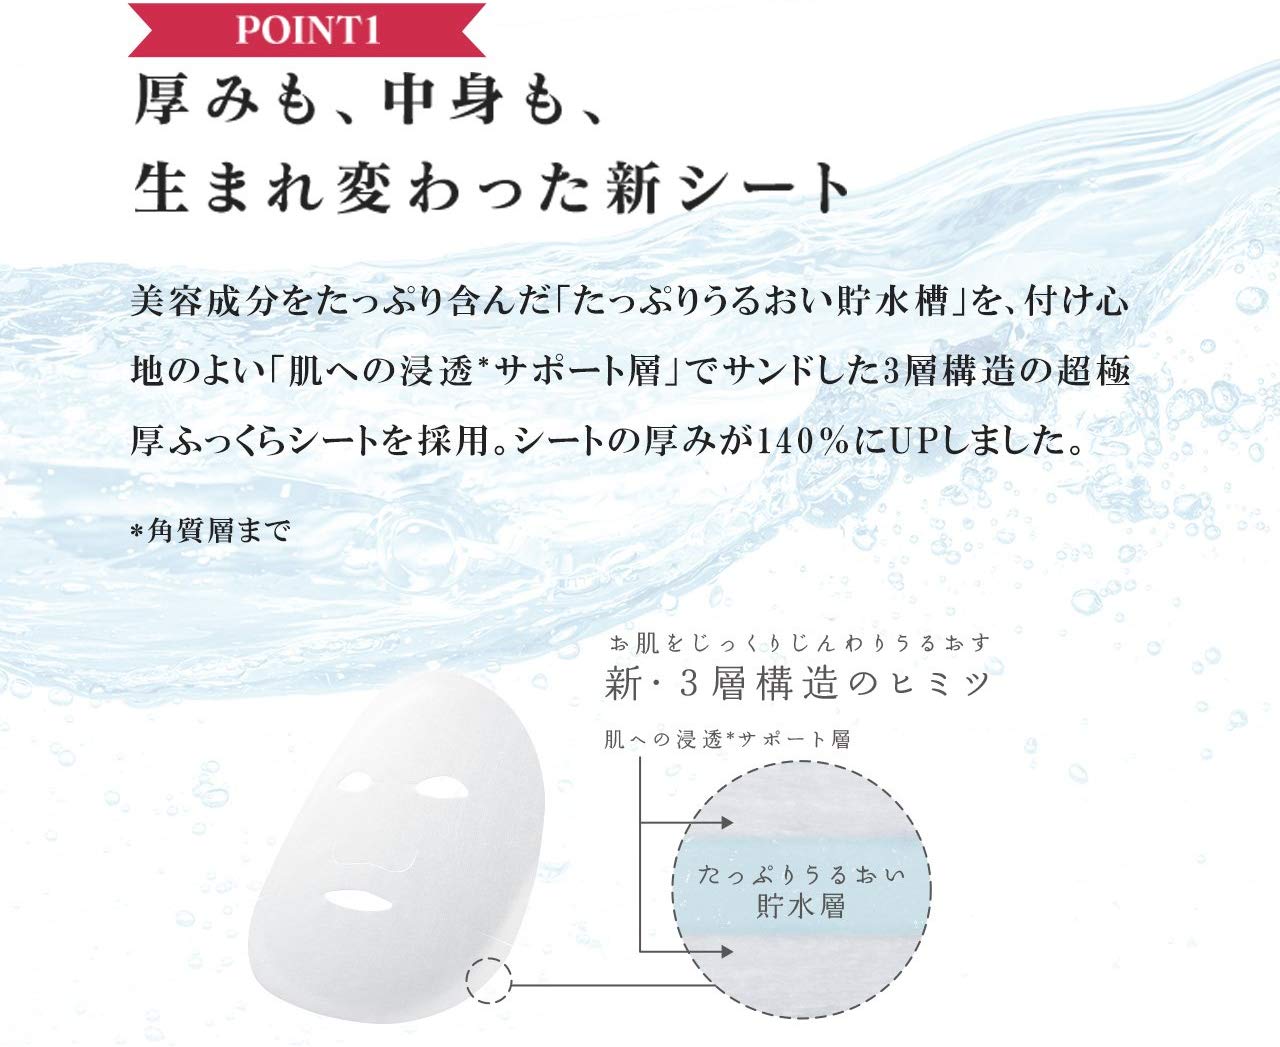 POINT1
厚みも、中身も、
生まれ変わった新シート
美容成分をたっぷり含んだ「たっぷりうるおい貯水槽」を、付け心
地のよい「肌への浸透*サポート層」でサンドした3層構造の超極
厚ふっくらシートを採用。シートの厚みが140%にUPしました。
*角質層まで
お肌をじっくりじんわりうるおす
新・3層構造のヒミツ
肌への浸透*サポート層
たっぷりうるおい
貯水層